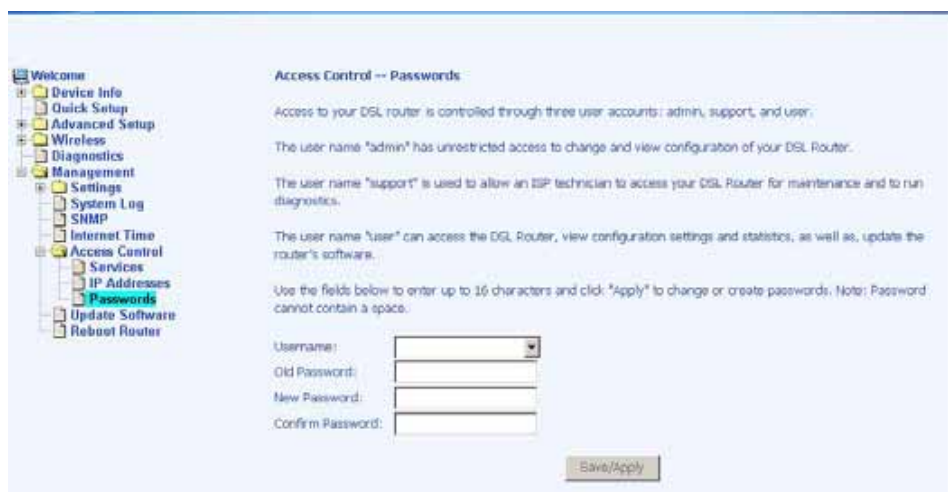 Welcome
Device Info
Quick Setup
Advanced Setup
Wireless
Diagnostics
Management
Settings
System Log
SNMP
Internet Time
Access Control
Services
IP Addresses
Passwords
Update Software
Reboot Router
Access Control -- Passwords
Access to your DSL router is controlled through three user accounts: admin, support, and user.
The user name "admin" has unrestricted access to change and view configuration of your DSL Router.
The user name "support" is used to allow an ISP technician to access your DSL Router for maintenance and to run
diagnostics.
The user name "user" can access the DSL Router, view configuration settings and statistics, as well as, update the
router's software.
Use the fields below to enter up to 16 characters and click "Apply" to change or create passwords. Note: Password
cannot contain a space.
Username:
Old Password:
New Password:
Confirm Password:
Save/Apply